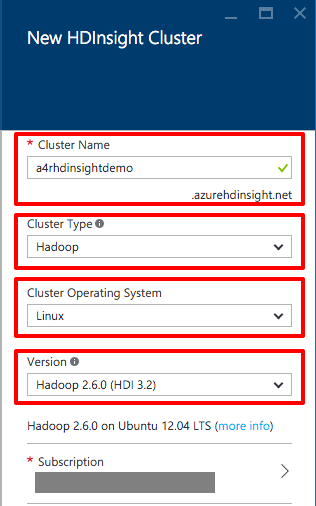 New HDInsight Cluster
* Cluster Name
a4rhdinsightdemo
.azurehdinsight.net
Cluster Type
Hadoop
Cluster Operating System
Linux
Version
Hadoop 2.6.0 (HDI 3.2)
Hadoop 2.6.0 on Ubuntu 12.04 LTS (more info)
* Subscription